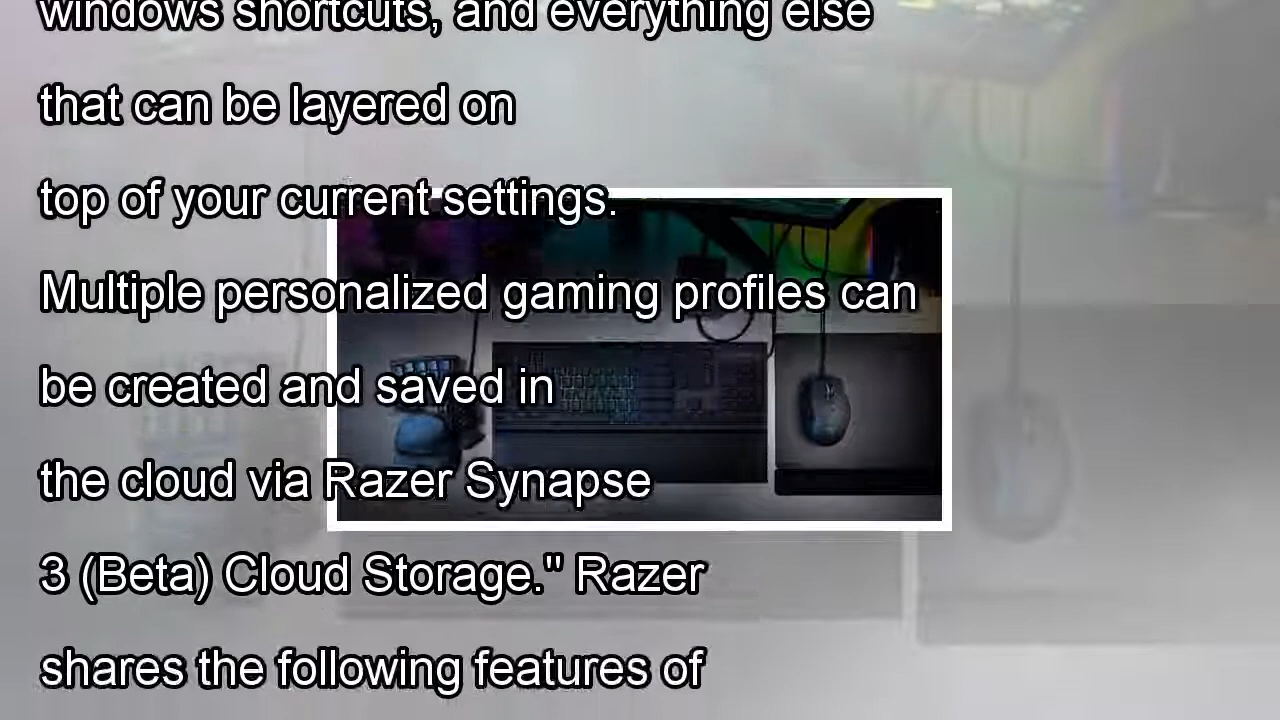 windows shortcuts, and everything else
that can be layered on
top of your current settings.
Multiple personalized gaming profiles can
be created and saved in
the cloud via Razer Synapse
3 (Beta) Cloud Storage." Razer
shares the following features of